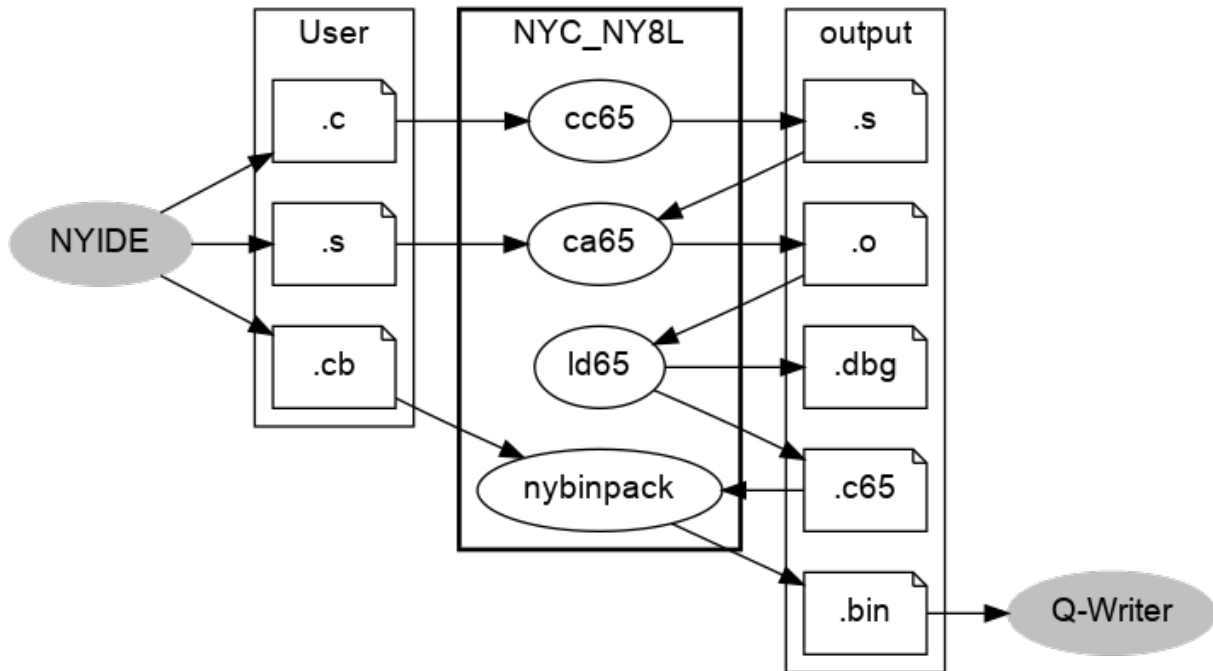 User
NYC_NY8L
output
.c
cc65
.s
NYIDE
.s
ca65
.o
.cb
ld65
.dbg
nybinpack
.c65
.bin
Q-Writer